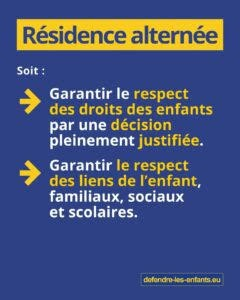 Résidence alternée
Soit :
Garantir le respect
des droits des enfants
par une décision
pleinement justifiée.
Garantir le respect
des liens de l’enfant,
familiaux, sociaux
et scolaires.
defendre-les-enfants.eu